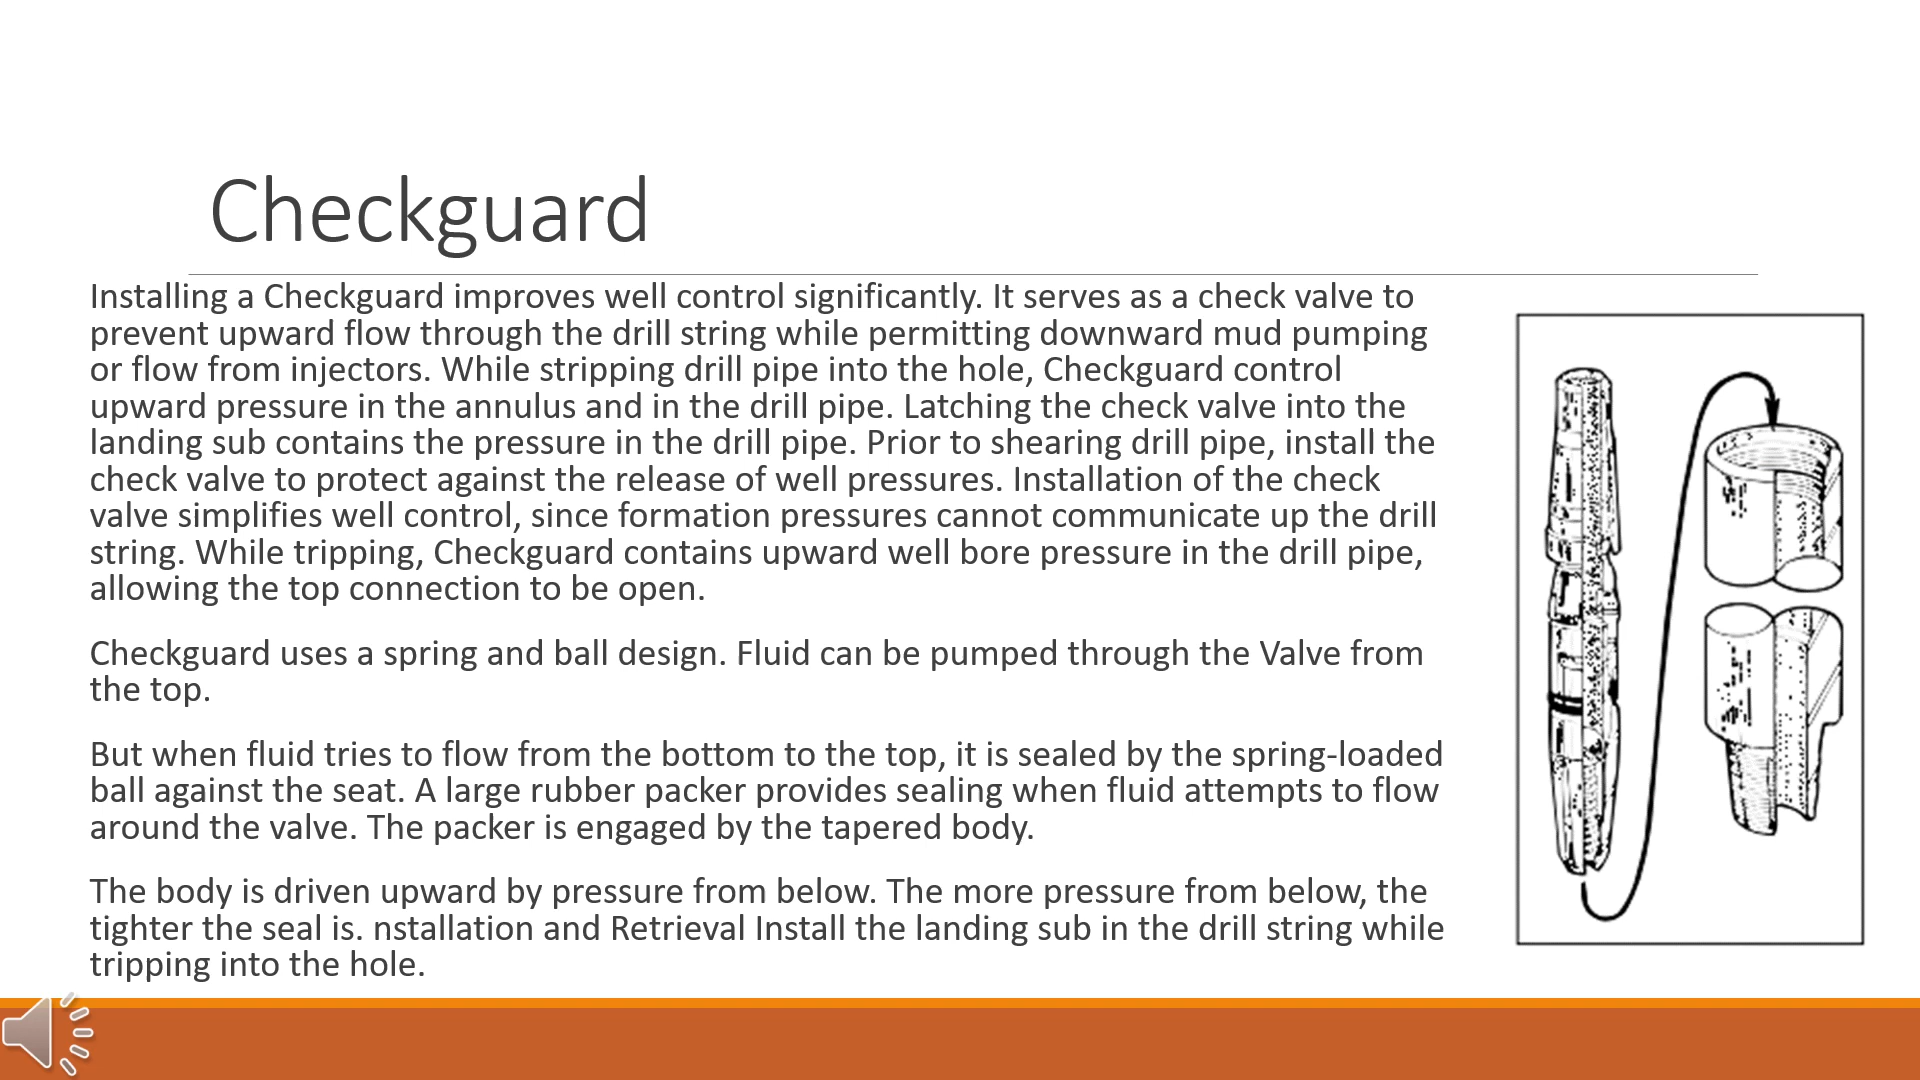 Checkguard
Installing a Checkguard improves well control significantly. It serves as a check valve to
prevent upward flow through the drill string while permitting downward mud pumping
or flow from injectors. While stripping drill pipe into the hole, Checkguard control
upward pressure in the annulus and in the drill pipe. Latching the check valve into the
landing sub contains the pressure in the drill pipe. Prior to shearing drill pipe, install the
check valve to protect against the release of well pressures. Installation of the check
valve simplifies well control, since formation pressures cannot communicate up the drill
string. While tripping, Checkguard contains upward well bore pressure in the drill pipe,
allowing the top connection to be open.
Checkguard uses a spring and ball design. Fluid can be pumped through the Valve from
the top.
But when fluid tries to flow from the bottom to the top, it is sealed by the spring-loaded
ball against the seat. A large rubber packer provides sealing when fluid attempts to flow
around the valve. The packer is engaged by the tapered body.
The body is driven upward by pressure from below. The more pressure from below, the
tighter the seal is. nstallation and Retrieval Install the landing sub in the drill string while
tripping into the hole.